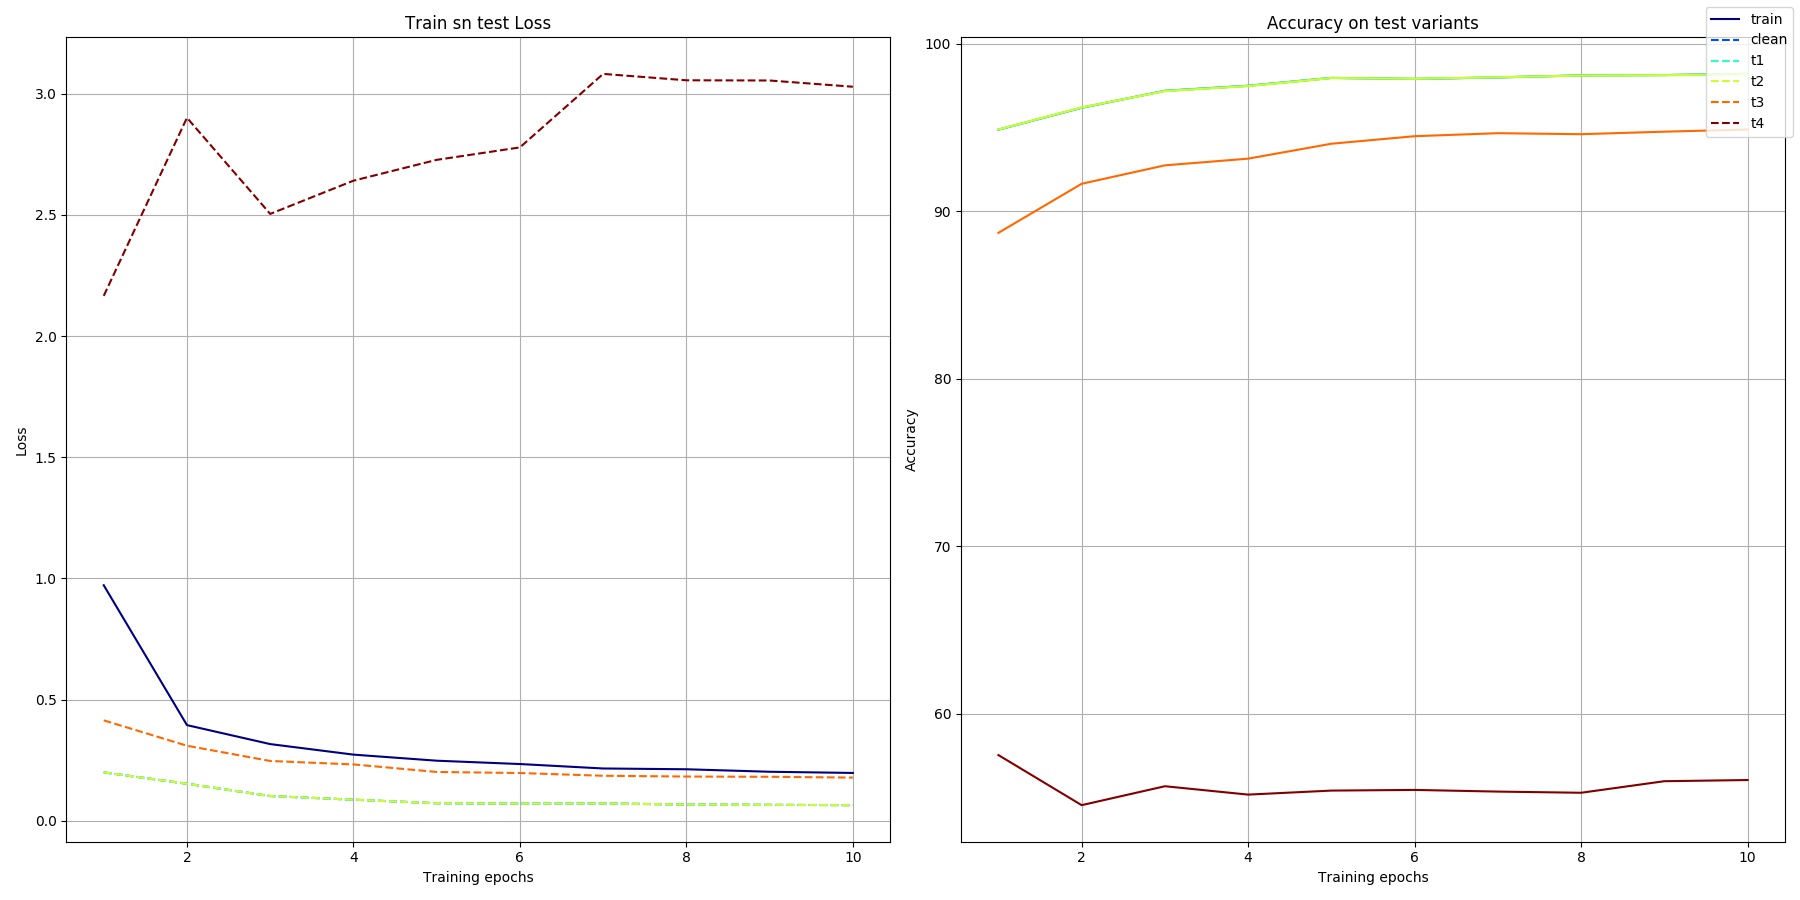 Train sn test Loss
3.0
2.5
2.0
1.5
1.0
0.5
0.0
Loss
2 4 6 8 10
Training epochs
Accuracy on test variants
100
90
80
70
60
Accuracy
2 4 6 8 10
Training epochs
train
clean
t1
t2
t3
t4